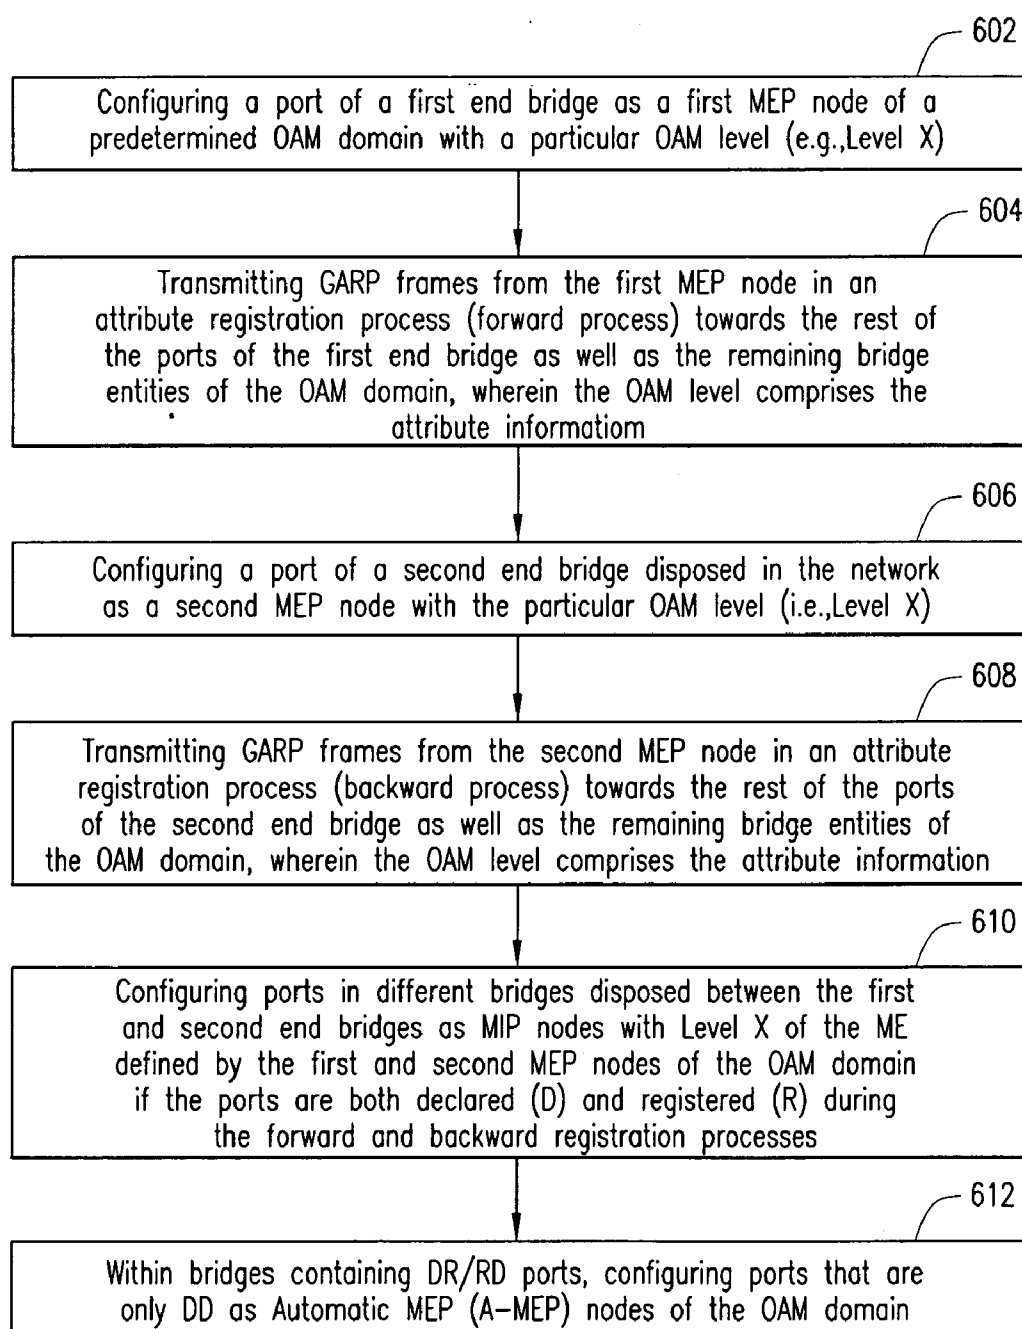 602
Configuring a port of a first end bridge as a first MEP node of a
predetermined OAM domain with a particular OAM level (e.g.,Level X)
604
Transmitting GARP frames from the first MEP node in an
attribute registration process (forward process) towards the rest of
the ports of the first end bridge as well as the remaining bridge
entities of the OAM domain, wherein the OAM level comprises the
attribute informatiom
606
Configuring a port of a second end bridge disposed in the network
as a second MEP node with the particular OAM level (i.e.,Level X)
608
Transmitting GARP frames from the second MEP node in an attribute
registration process (backward process) towards the rest of the ports
of the second end bridge as well as the remaining bridge entities of
the OAM domain, wherein the OAM level comprises the attribute information
610
Configuring ports in different bridges disposed between the first
and second end bridges as MIP nodes with Level X of the ME
defined by the first and second MEP nodes of the OAM domain
if the ports are both declared (D) and registered (R) during
the forward and backward registration processes
612
Within bridges containing DR/RD ports, configuring ports that are
only DD as Automatic MEP (A-MEP) nodes of the OAM domain